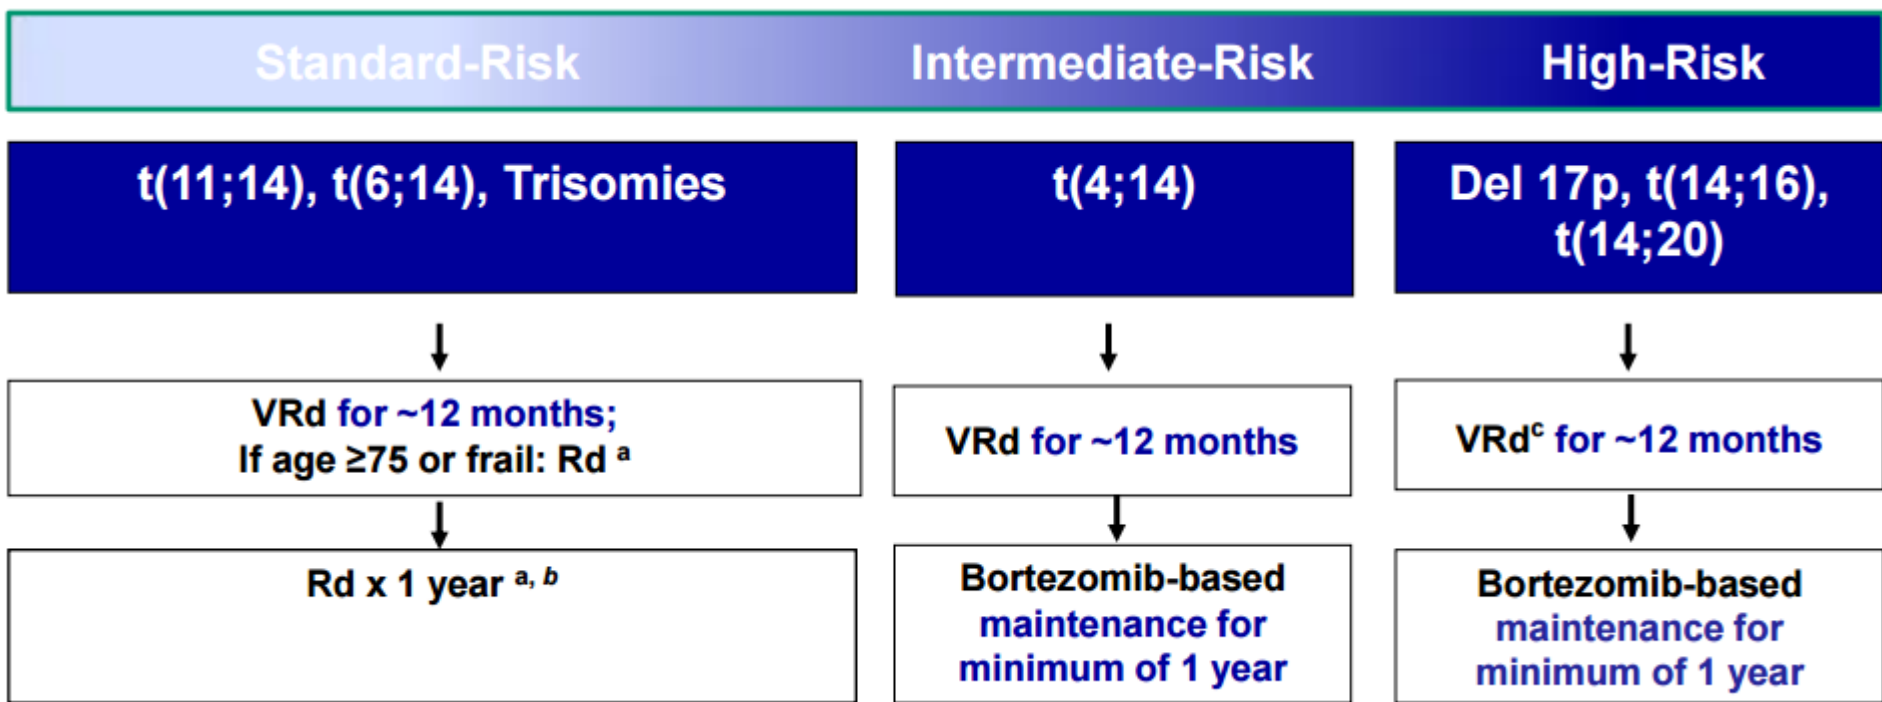 Standard-Risk
Intermediate-Risk
High-Risk
t(11;14), t(6;14), Trisomies
t(4;14)
Del 17p, t(14;16),
t(14;20)
VRd for ~12 months;
If age ≥75 or frail: Rd a
VRd for ~12 months
VRdc for ~12 months
Rd x 1 year a, b
Bortezomib-based
maintenance for
minimum of 1 year
Bortezomib-based
maintenance for
minimum of 1 year